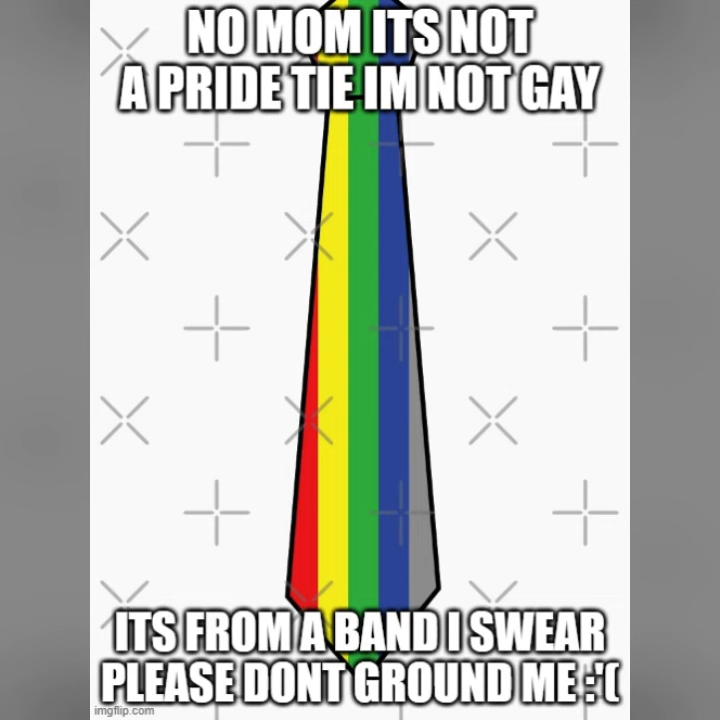 NO MOM ITS NOT
A PRIDE TIE IM NOT GAY
ITS FROM A BAND I SWEAR
PLEASE DONT GROUND ME :'(
imgflip.com